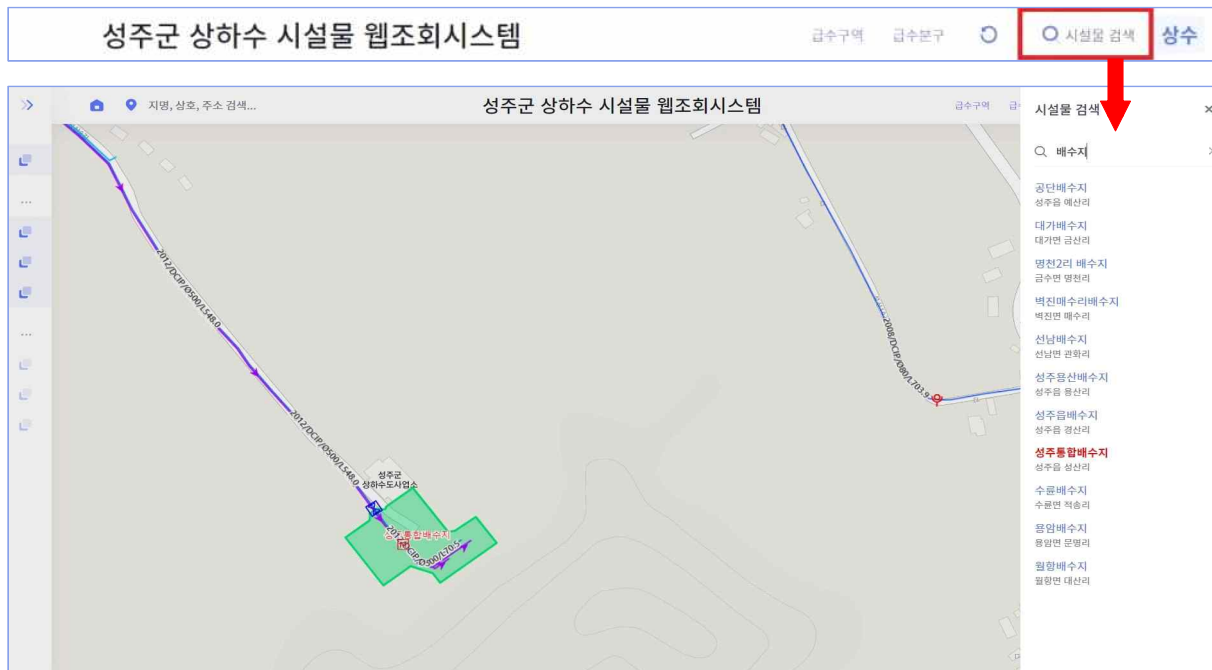 성주군 상하수 시설물 웹조회시스템
급수구역 급수분구 시설물 검색 상수
지명, 상호, 주소 검색...
성주군 상하수 시설물 웹조회시스템
급수구역
시설물 검색
배수지
공단배수지
성주읍 예산리
대가배수지
대가면 금산리
명천2리 배수지
금수면 명천리
벽진매수리배수지
벽진면 매수리
선남배수지
선남면 관화리
성주용산배수지
성주읍 용산리
성주읍배수지
성주읍 경산리
성주통합배수지
성주읍 성산리
수륜배수지
수륜면 적송리
용암배수지
용암면 문명리
월항배수지
월항면 대산리
2012/DCIP/Ø500/L548.0
2008/DCIP/Ø80/L703.9
2012/DCIP/Ø500/L548.0
성주군
상하수도사업소
통합배수지